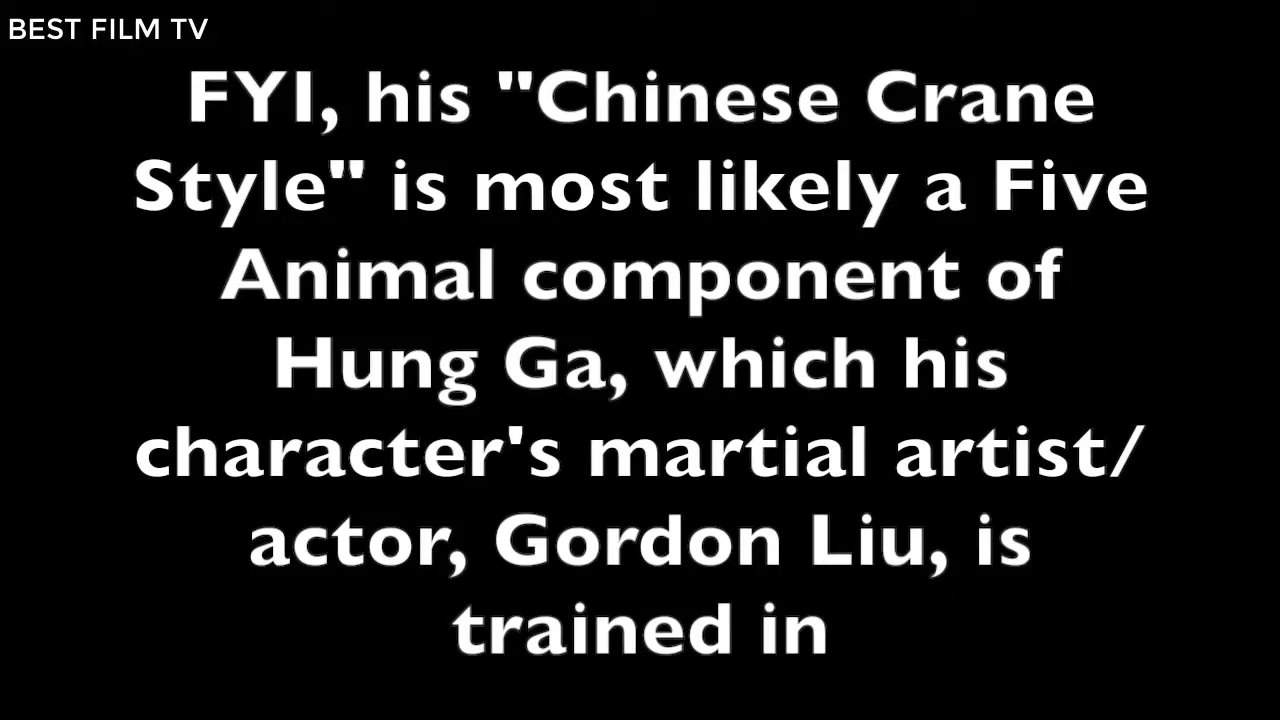 BEST FILM TV
FYI, his "Chinese Crane
Style" is most likely a Five
Animal component of
Hung Ga, which his
character's martial artist/
actor, Gordon Liu, is
trained in